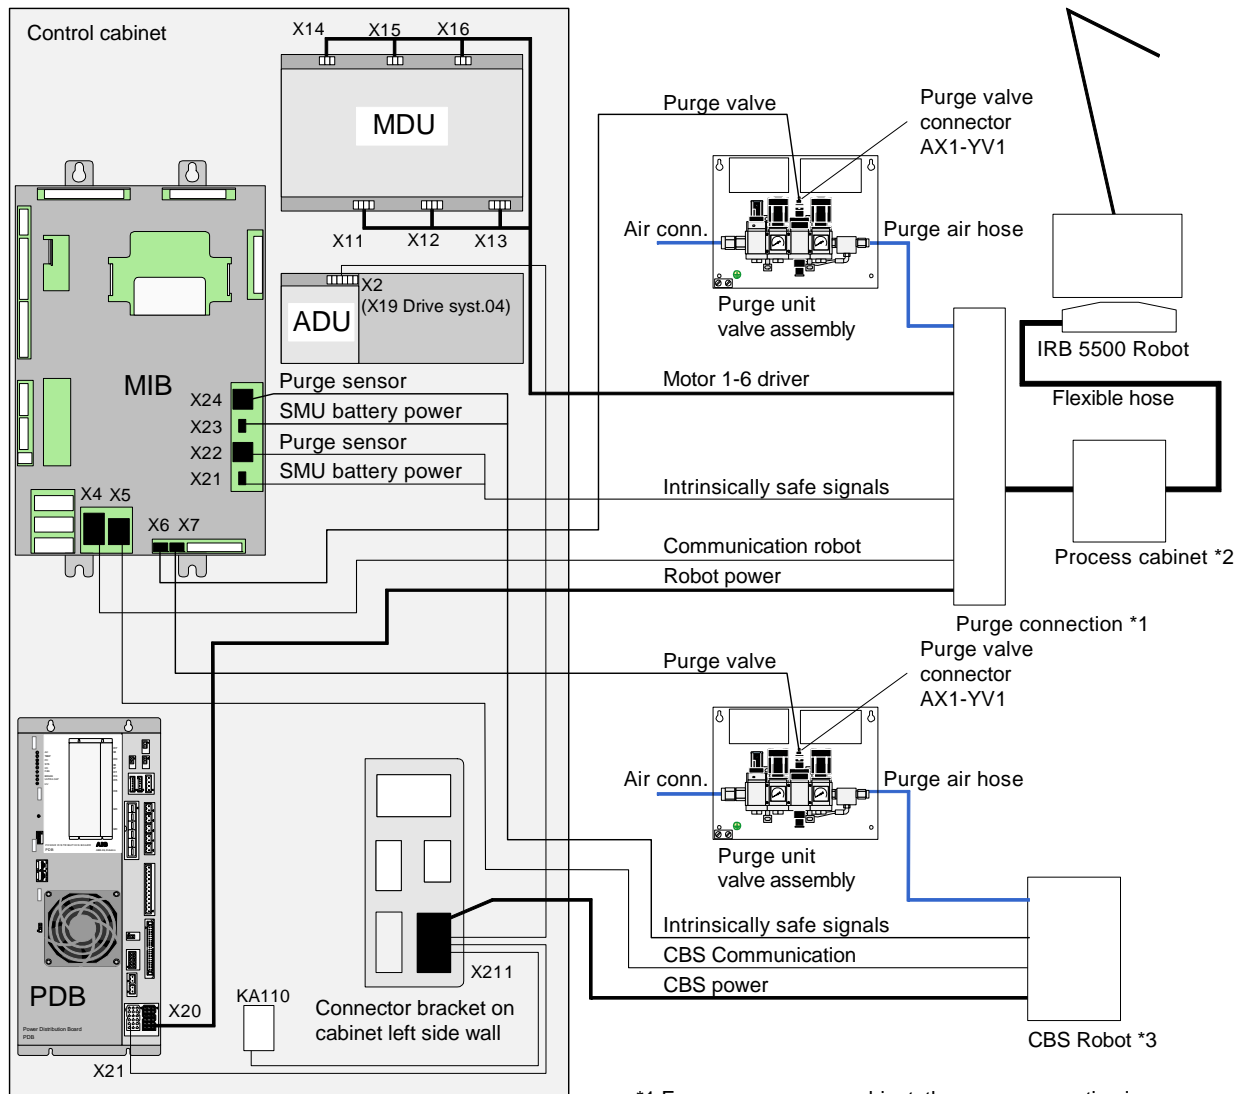 Control cabinet
X14
X15
X16
MDU
X11
X12
X13
X2
(X19 Drive syst.04)
ADU
MIB
X24
X23
X22
X21
Purge sensor
SMU battery power
Purge sensor
SMU battery power
X4
X5
X6
X7
Purge valve
Purge valve
connector
AX1-YV1
Air conn.
Purge air hose
Purge unit
valve assembly
IRB 5500 Robot
Flexible hose
Motor 1-6 driver
Intrinsically safe signals
Communication robot
Robot power
Process cabinet *2
Purge connection *1
Purge valve
Purge valve
connector
AX1-YV1
Air conn.
Purge air hose
Purge unit
valve assembly
Intrinsically safe signals
CBS Communication
CBS power
CBS Robot *3
ABB
PDB
Power Distribution Board
PDB
X20
X21
KA110
X211
Connector bracket on
cabinet left side wall